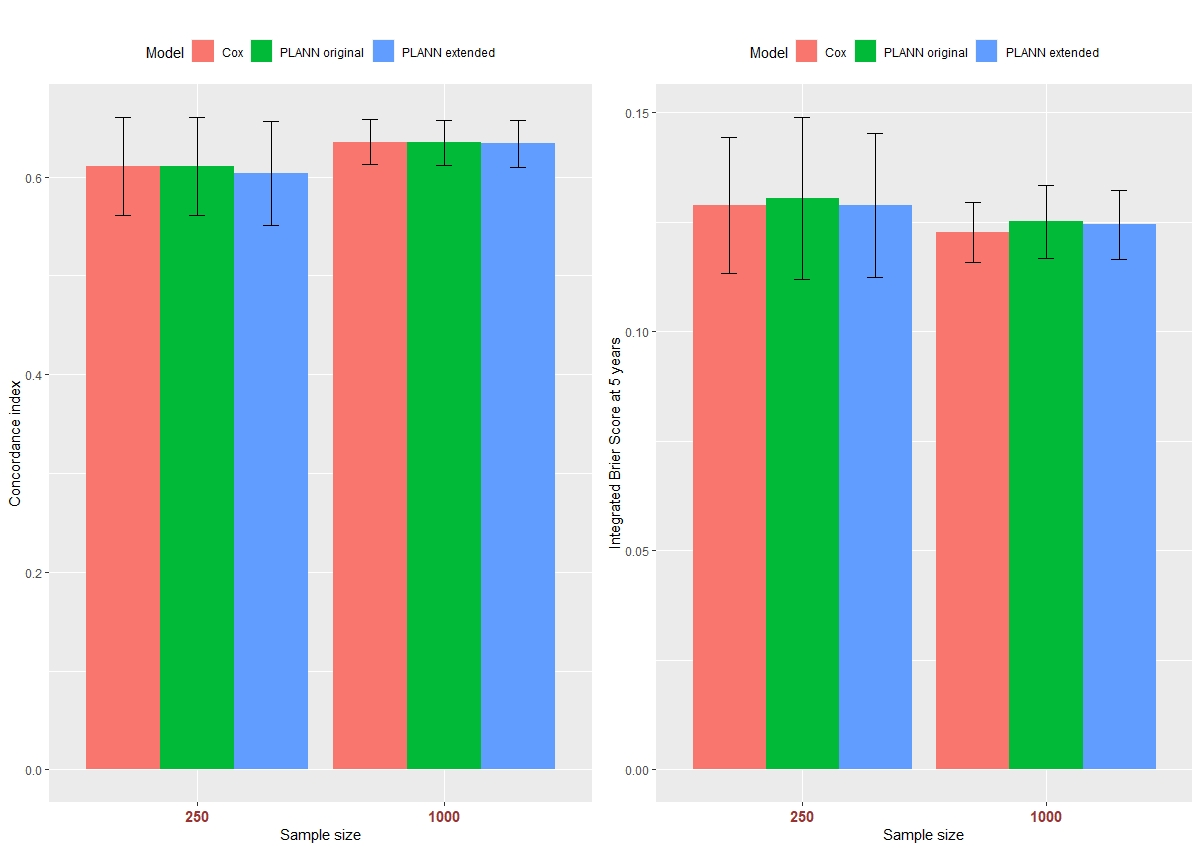 Model Cox PLANN original PLANN extended
0.6
0.4
0.2
0.0
Concordance index
250 1000
Sample size
Model Cox PLANN original PLANN extended
0.15
0.10
0.05
0.00
Integrated Brier Score at 5 years
250 1000
Sample size